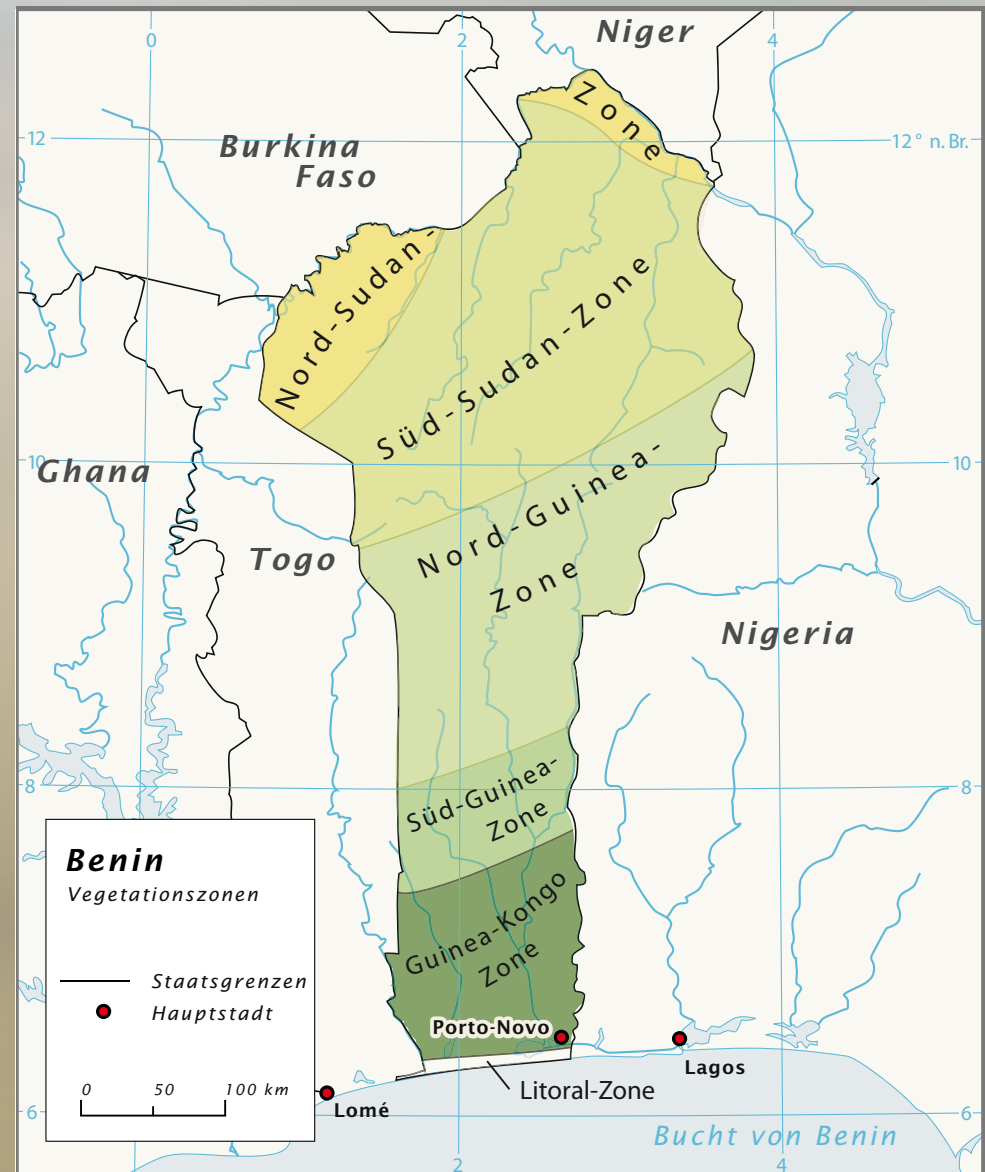 0
2
4
Niger
12
12° n. Br.
Burkina
Faso
Zone
Nord-Sudan-
Süd-Sudan-Zone
10
10
Ghana
Togo
Nord-Guinea-
Zone
Nigeria
8
8
Süd-Guinea-
Zone
Guinea-Kongo
Zone
Porto-Novo
Lagos
Litoral-Zone
Lomé
Benin
Vegetationszonen
Staatsgrenzen
Hauptstadt
0 50 100 km
6
6
Bucht von Benin
2
4